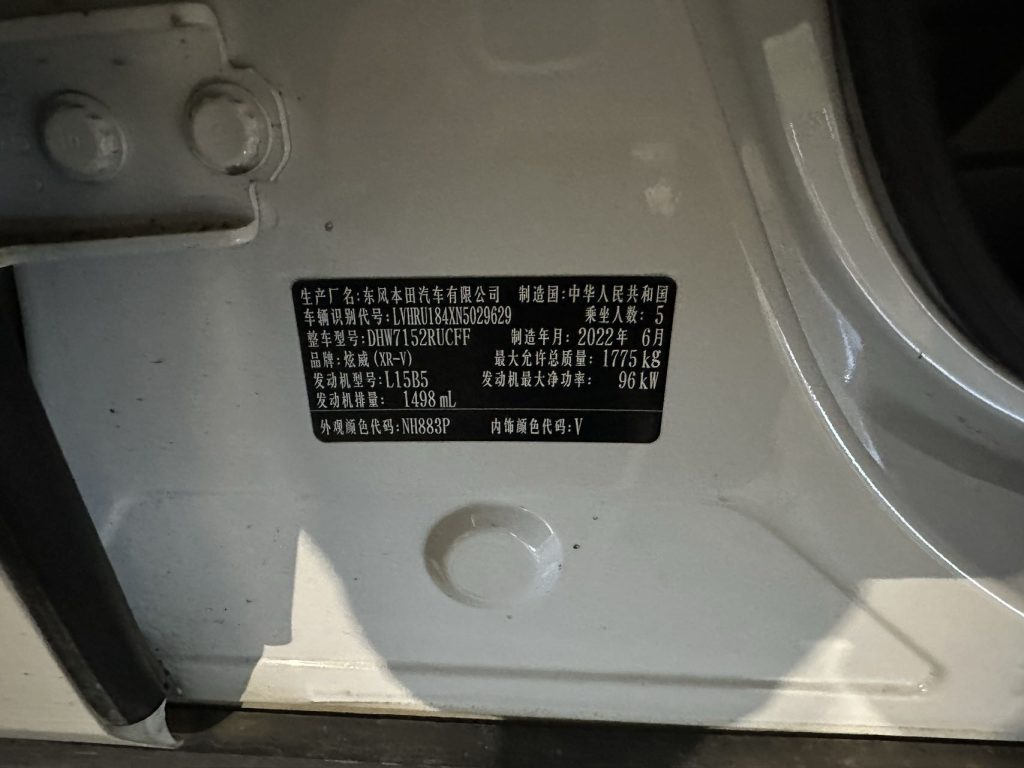 生产厂名:东风本田汽车有限公司 制造国:中华人民共和国
车辆识别代号:LVHRU184XN5029629 乘坐人数: 5
整车型号:DHW7152RUCFF 制造年月: 2022年 6月
品牌:炫威(XR-V) 最大允许总质量: 1775kg
发动机型号:L15B5 发动机最大净功率: 96kW
发动机排量: 1498mL
外观颜色代码:NH883P 内饰颜色代码:V